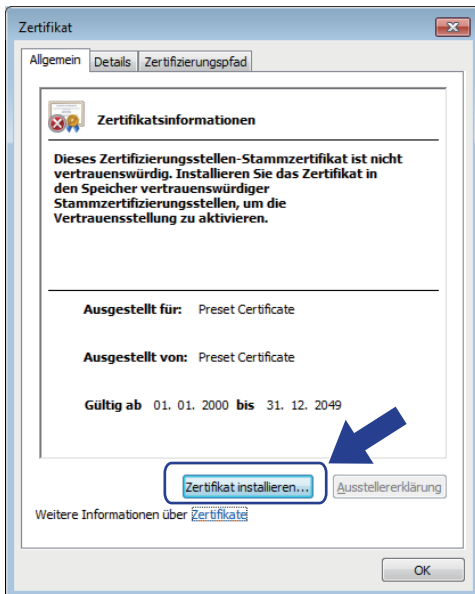 Zertifikat
Allgemein Details Zertifizierungspfad
Zertifikatsinformationen
Dieses Zertifizierungsstellen-Stammzertifikat ist nicht
vertrauenswürdig. Installieren Sie das Zertifikat in
den Speicher vertrauenswürdiger
Stammzertifizierungsstellen, um die
Vertrauensstellung zu aktivieren.
Ausgestellt für: Preset Certificate
Ausgestellt von: Preset Certificate
Gültig ab 01. 01. 2000 bis 31. 12. 2049
Zertifikat installieren... Ausstellererklärung
Weitere Informationen über Zertifikate
OK